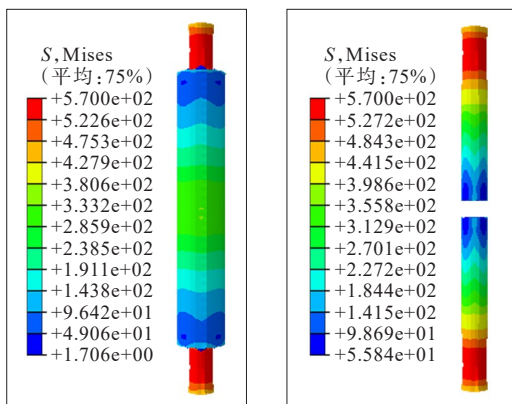 S,Mises
(平均:75%)
+5.700e+02
+5.226e+02
+4.753e+02
+4.279e+02
+3.806e+02
+3.332e+02
+2.859e+02
+2.385e+02
+1.911e+02
+1.438e+02
+9.642e+01
+4.906e+01
+1.706e+00
S,Mises
(平均:75%)
+5.700e+02
+5.272e+02
+4.843e+02
+4.415e+02
+3.986e+02
+3.558e+02
+3.129e+02
+2.701e+02
+2.272e+02
+1.844e+02
+1.415e+02
+9.869e+01
+5.584e+01